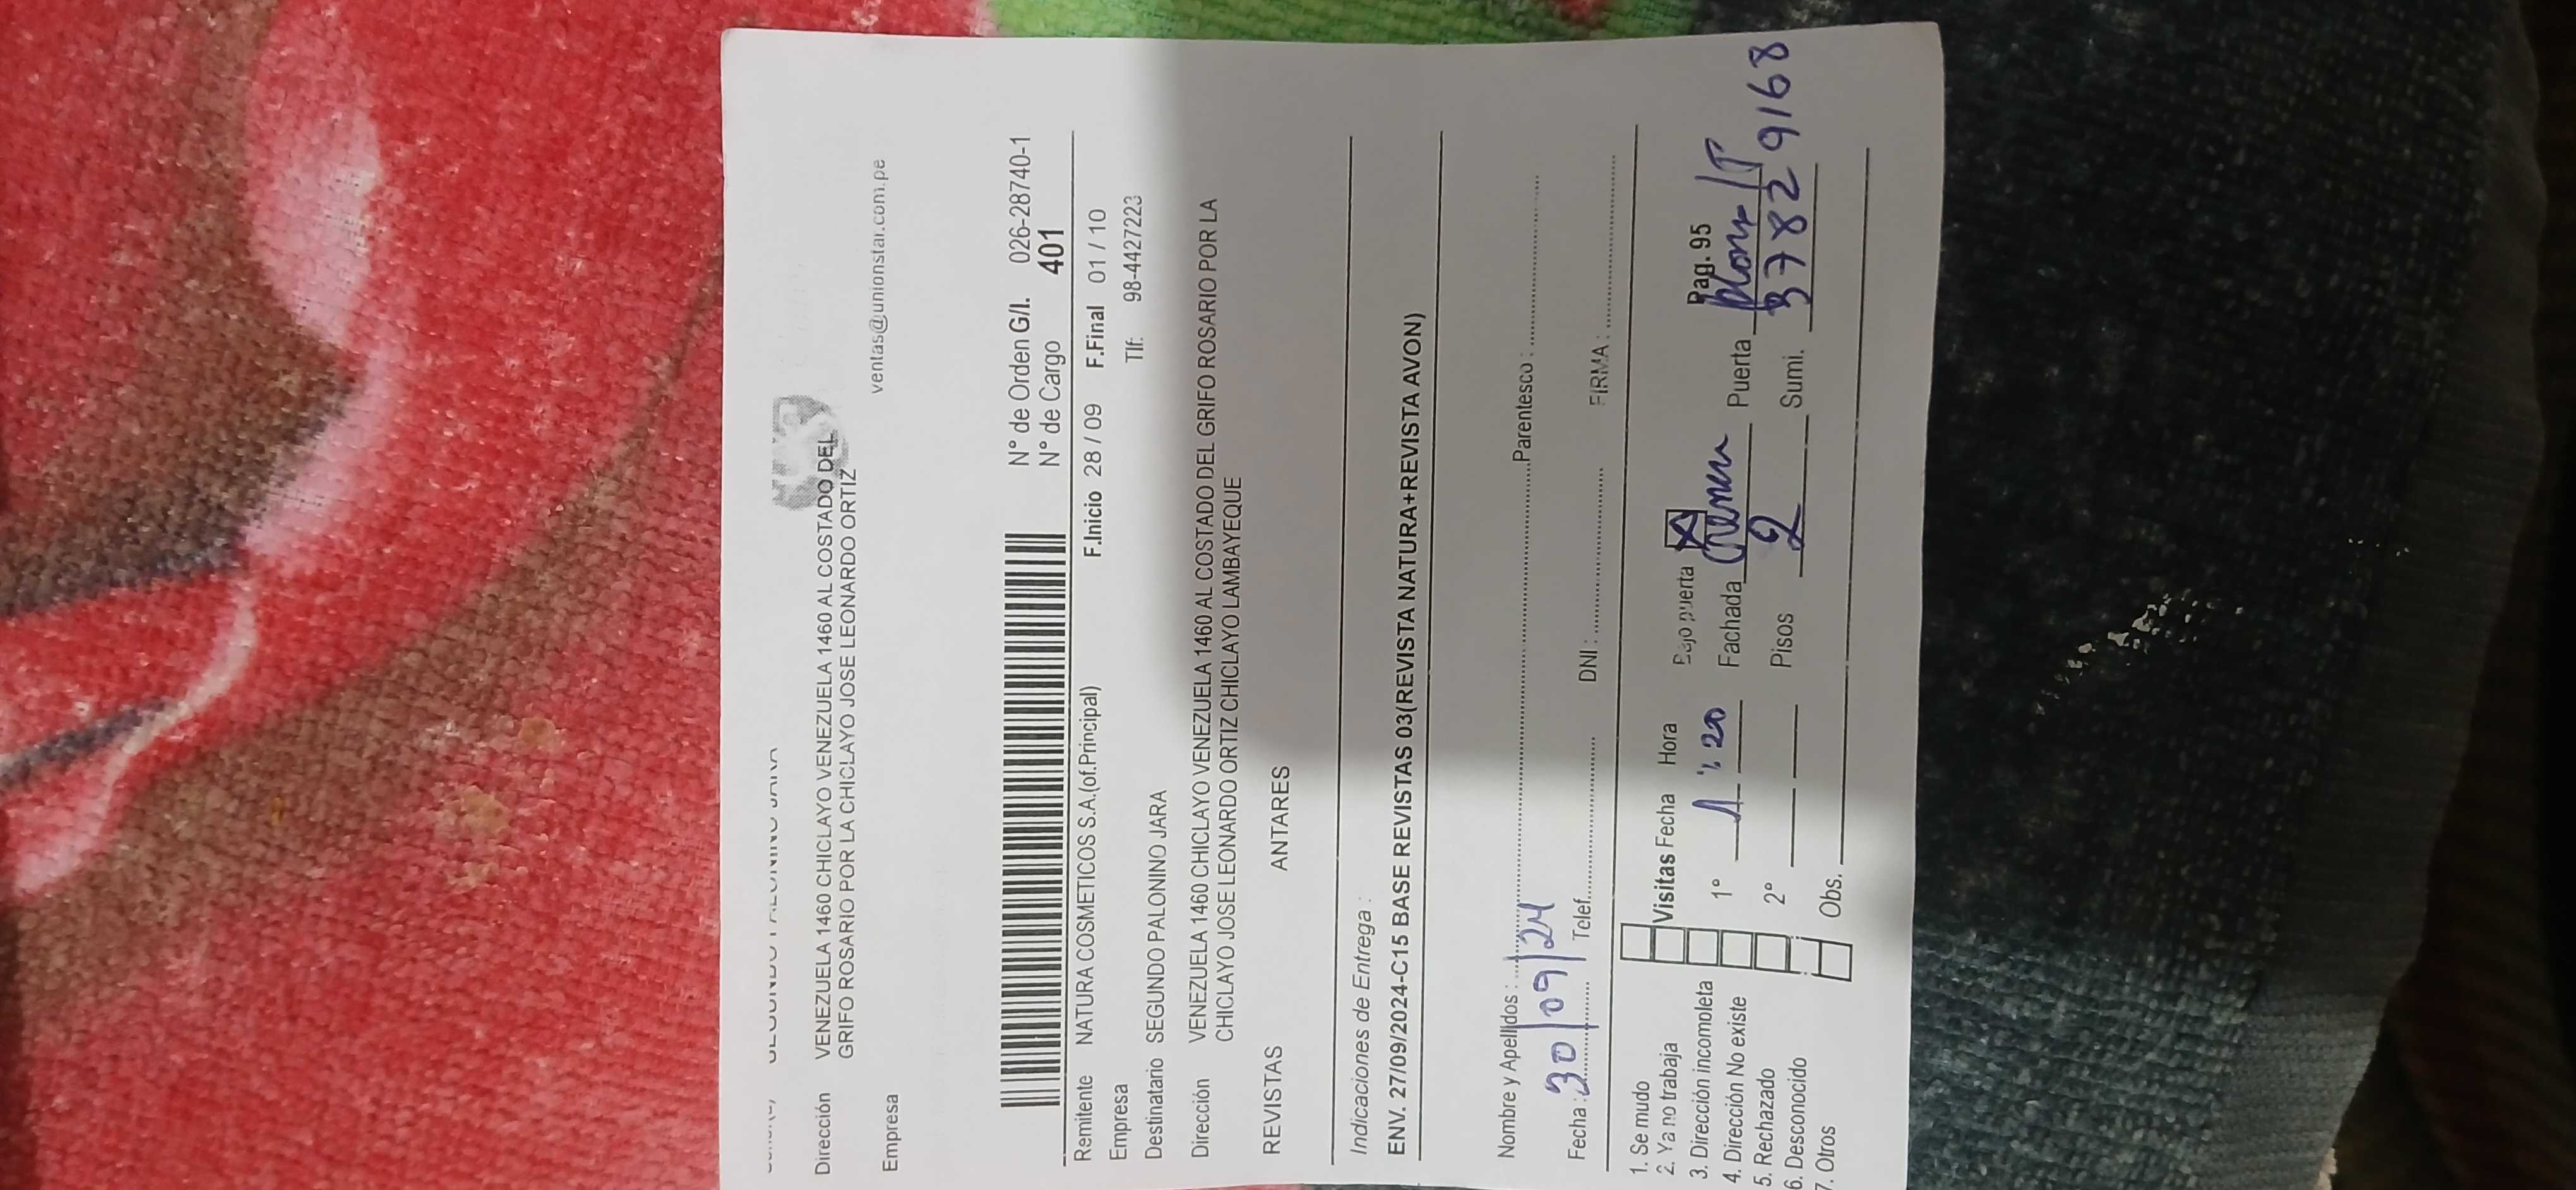 SEGUNDO PALONINO JARA
Dirección VENEZUELA 1460 CHICLAYO VENEZUELA 1460 AL COSTADO DEL
GRIFO ROSARIO POR LA CHICLAYO JOSE LEONARDO ORTIZ
Empresa ventas@unionstar.com.pe
N° de Orden G/I. 026-28740-1
N° de Cargo 401
Remitente NATURA COSMETICOS S.A.(of.Principal) F.Inicio 28 / 09 F.Final 01 / 10
Empresa Tlf: 98-4427223
Destinatario SEGUNDO PALONINO JARA
Dirección VENEZUELA 1460 CHICLAYO VENEZUELA 1460 AL COSTADO DEL GRIFO ROSARIO POR LA
CHICLAYO JOSE LEONARDO ORTIZ CHICLAYO LAMBAYEQUE
REVISTAS ANTARES
Indicaciones de Entrega :
ENV. 27/09/2024-C15 BASE REVISTAS 03(REVISTA NATURA+REVISTA AVON)
Nombre y Apellidos : Parentesco :
Fecha : 30/09/24 Telef. DNI : FIRMA :
1. Se mudo
2. Ya no trabaja Visitas Fecha Hora Bajo puerta X Pag. 95
3. Dirección incompleta
4. Dirección No existe 1° Fachada Puerta
5. Rechazado 2° Pisos 2 Sumi. 37829168
6. Desconocido
7. Otros Obs.